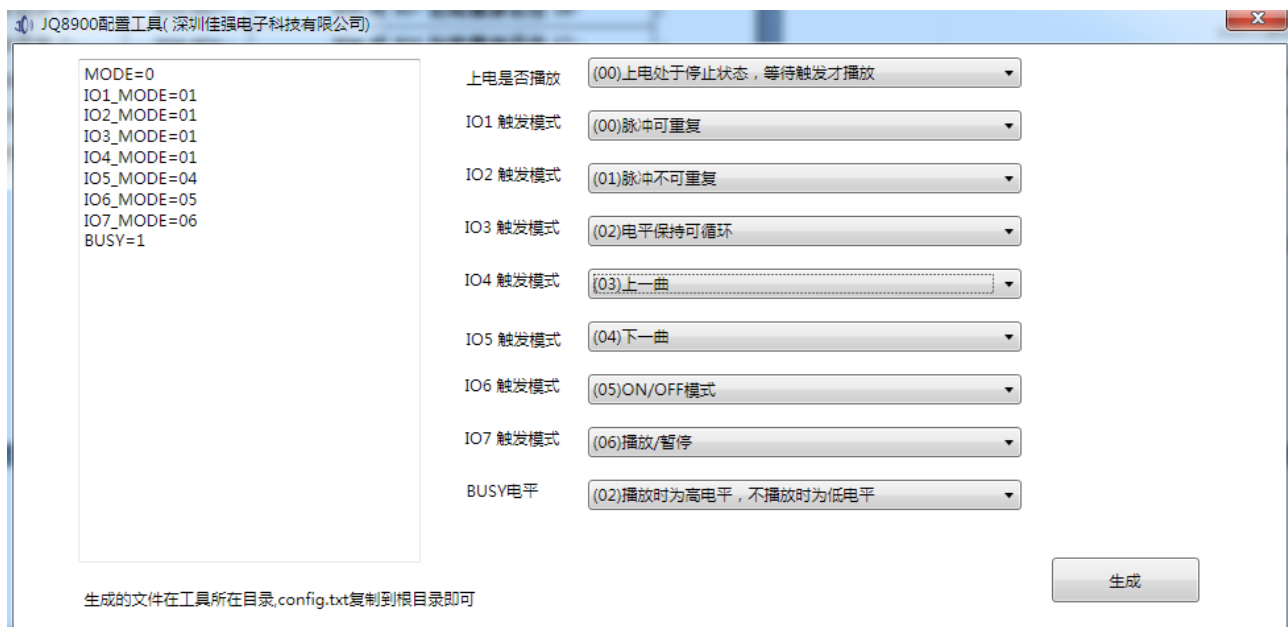 JQ8900配置工具( 深圳佳强电子科技有限公司)
MODE=0
IO1_MODE=01
IO2_MODE=01
IO3_MODE=01
IO4_MODE=01
IO5_MODE=04
IO6_MODE=05
IO7_MODE=06
BUSY=1
上电是否播放 (00)上电处于停止状态，等待触发才播放
IO1 触发模式 (00)脉冲可重复
IO2 触发模式 (01)脉冲不可重复
IO3 触发模式 (02)电平保持可循环
IO4 触发模式 (03)上一曲
IO5 触发模式 (04)下一曲
IO6 触发模式 (05)ON/OFF模式
IO7 触发模式 (06)播放/暂停
BUSY电平 (02)播放时为高电平，不播放时为低电平
生成
生成的文件在工具所在目录,config.txt复制到根目录即可